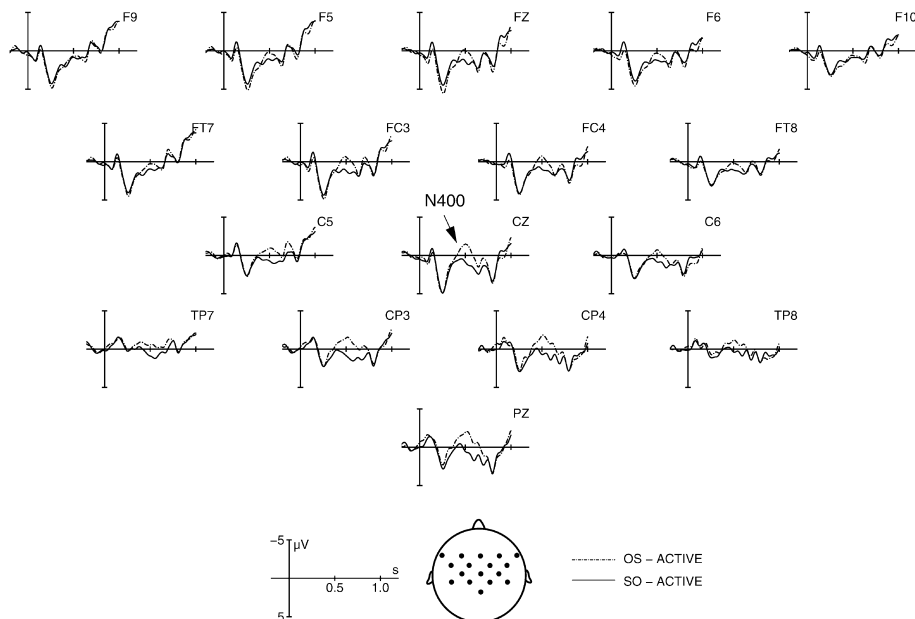 F9 F5 FZ F6 F10
FT7 FC3 FC4 FT8
N400
C5 CZ C6
TP7 CP3 CP4 TP8
PZ
−5
μV
s
0.5 1.0
5
OS − ACTIVE
SO − ACTIVE